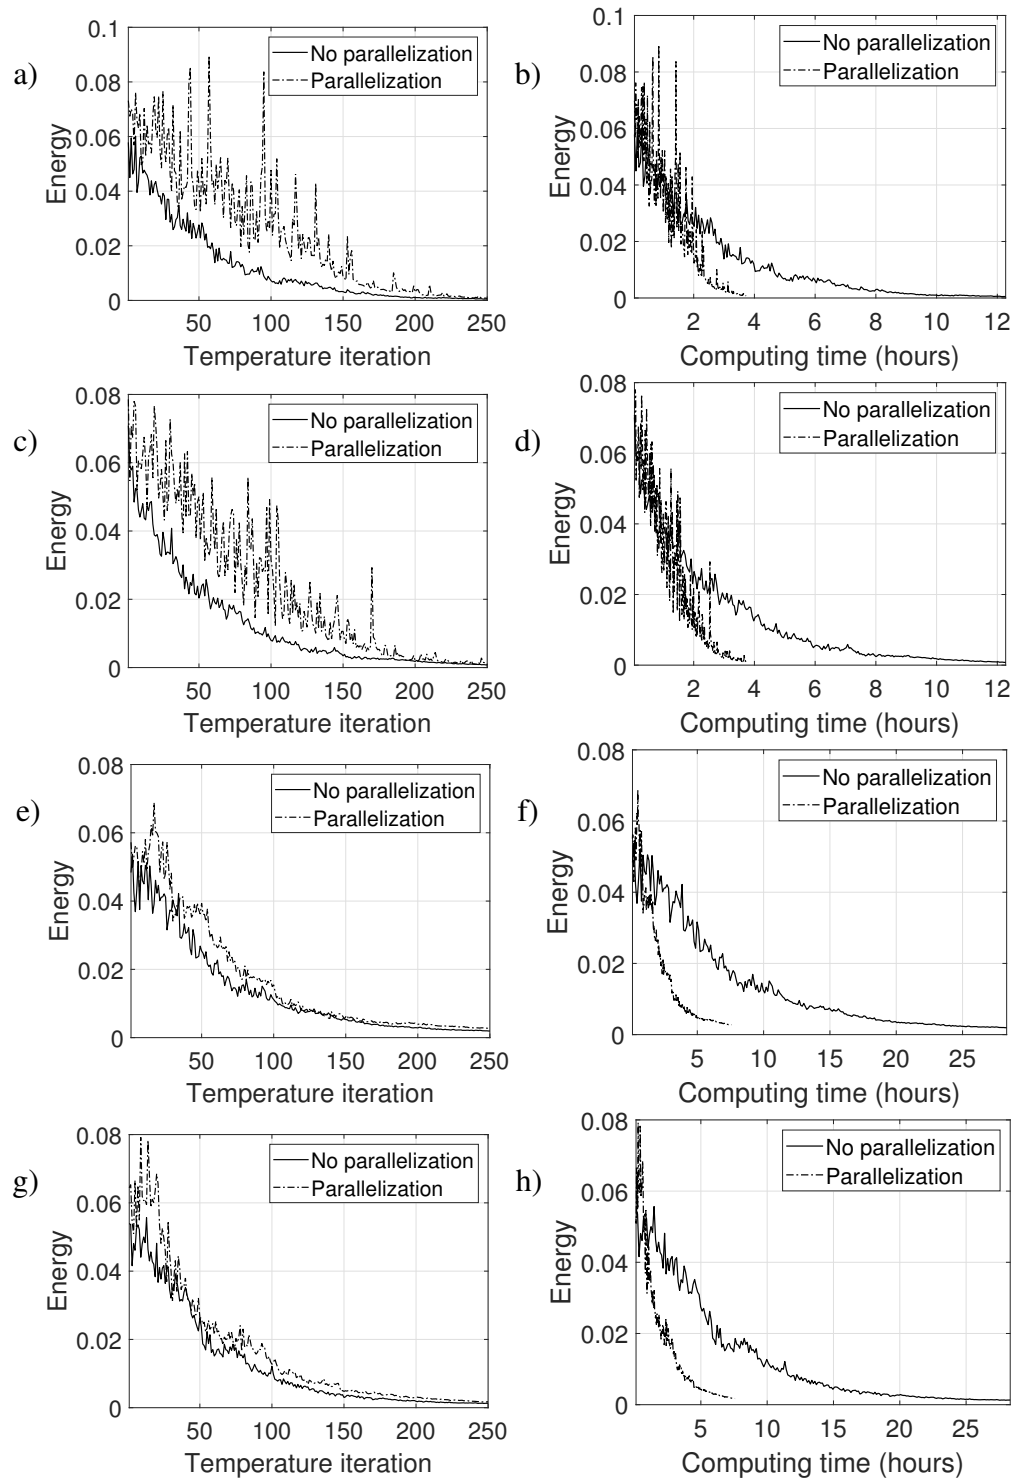 a)
0.1
0.08
0.06
0.04
0.02
0
Energy
No parallelization
Parallelization
50
100
150
200
250
Temperature iteration
b)
0.1
0.08
0.06
0.04
0.02
0
Energy
No parallelization
Parallelization
2
4
6
8
10
12
Computing time (hours)
c)
0.08
0.06
0.04
0.02
0
Energy
No parallelization
Parallelization
50
100
150
200
250
Temperature iteration
d)
0.08
0.06
0.04
0.02
0
Energy
No parallelization
Parallelization
2
4
6
8
10
12
Computing time (hours)
e)
0.08
0.06
0.04
0.02
0
Energy
No parallelization
Parallelization
50
100
150
200
250
Temperature iteration
f)
0.08
0.06
0.04
0.02
0
Energy
No parallelization
Parallelization
5
10
15
20
25
Computing time (hours)
g)
0.08
0.06
0.04
0.02
0
Energy
No parallelization
Parallelization
50
100
150
200
250
Temperature iteration
h)
0.08
0.06
0.04
0.02
0
Energy
No parallelization
Parallelization
5
10
15
20
25
Computing time (hours)